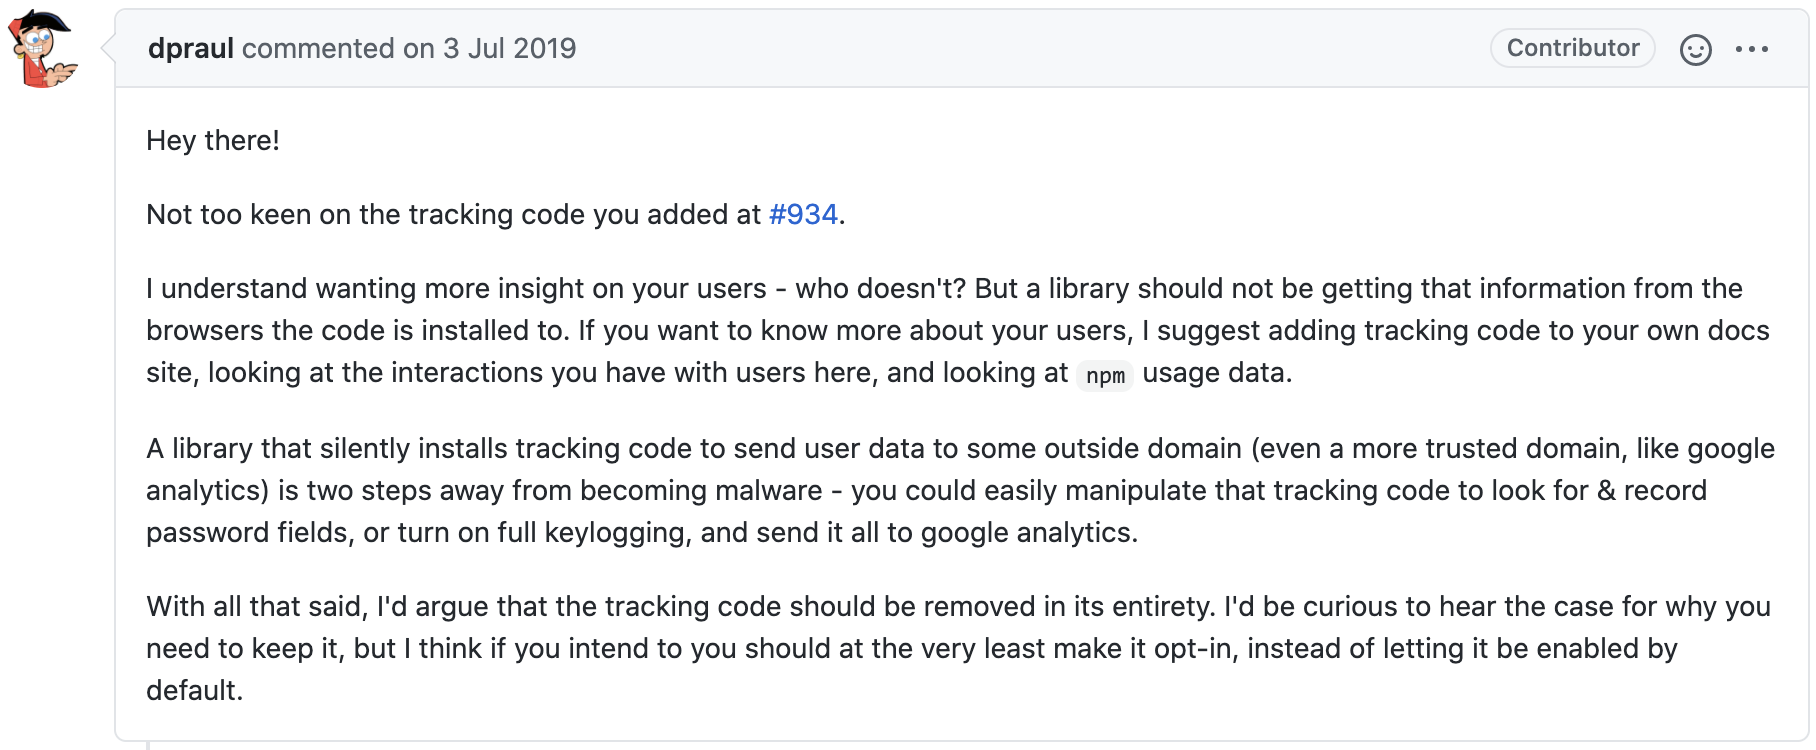 dpraul commented on 3 Jul 2019 Contributor
Hey there!
Not too keen on the tracking code you added at #934.
I understand wanting more insight on your users - who doesn't? But a library should not be getting that information from the
browsers the code is installed to. If you want to know more about your users, I suggest adding tracking code to your own docs
site, looking at the interactions you have with users here, and looking at npm usage data.
A library that silently installs tracking code to send user data to some outside domain (even a more trusted domain, like google
analytics) is two steps away from becoming malware - you could easily manipulate that tracking code to look for & record
password fields, or turn on full keylogging, and send it all to google analytics.
With all that said, I'd argue that the tracking code should be removed in its entirety. I'd be curious to hear the case for why you
need to keep it, but I think if you intend to you should at the very least make it opt-in, instead of letting it be enabled by
default.